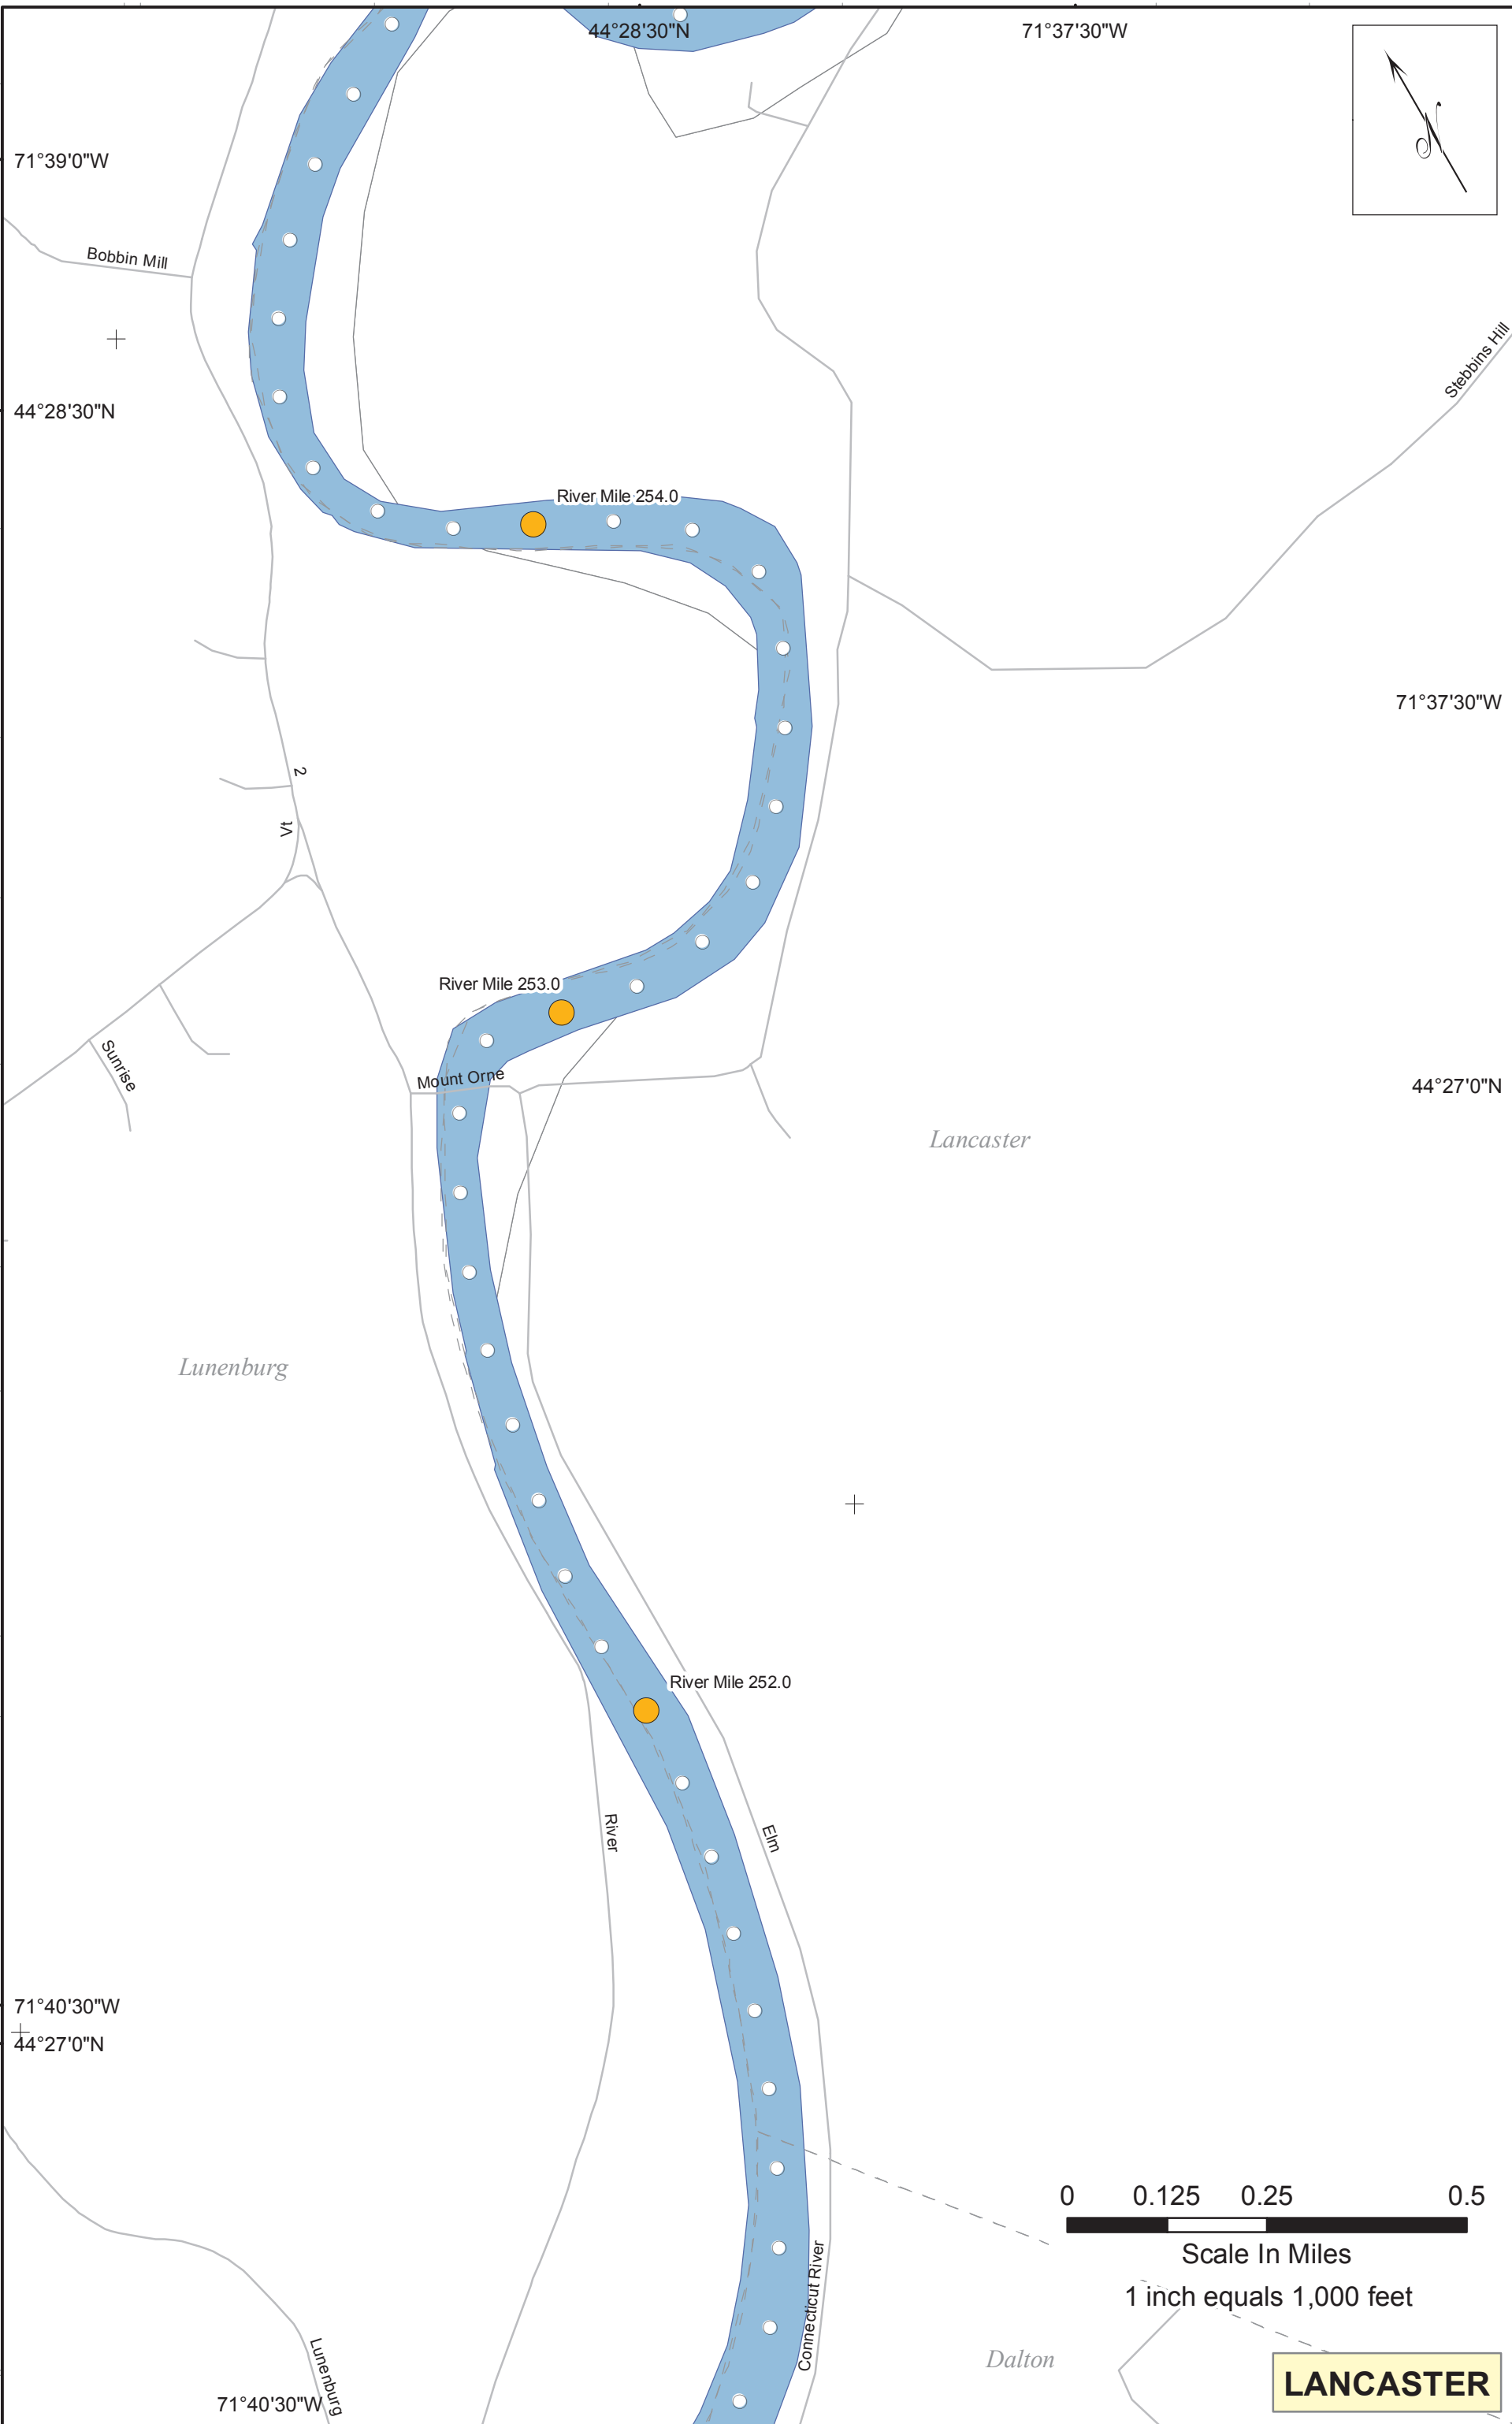 44°28'30"N
71°37'30"W
N
71°39'0"W
Bobbin Mill
Stebbins Hill
44°28'30"N
River Mile 254.0
71°37'30"W
2
Vt
River Mile 253.0
Sunrise
Mount Orne
44°27'0"N
Lancaster
Lunenburg
River Mile 252.0
River
Elm
71°40'30"W
44°27'0"N
0 0.125 0.25 0.5
Scale In Miles
1 inch equals 1,000 feet
Connecticut River
Dalton
Lunenburg
LANCASTER
71°40'30"W